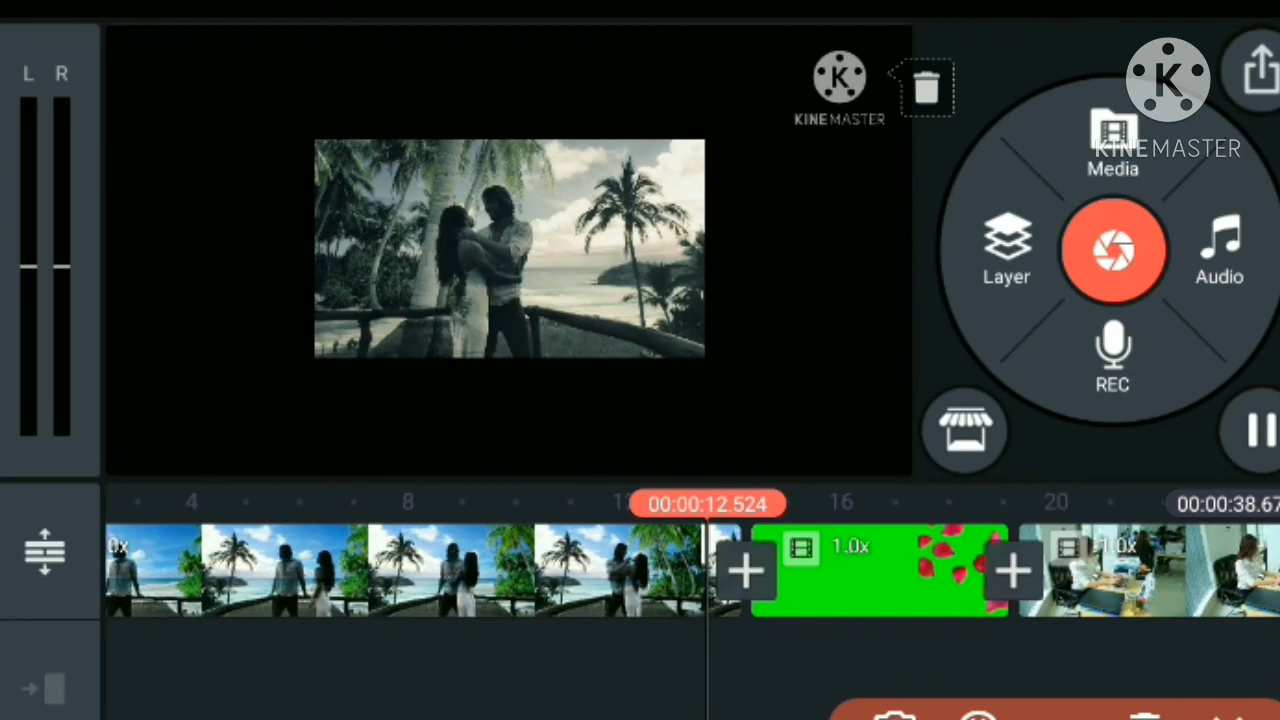 L R
KINEMASTER
KINEMASTER
Media
Layer
Audio
REC
4
8
00:00:12.524
16
20
00:00:38.67
0x
1.0x
1.0x